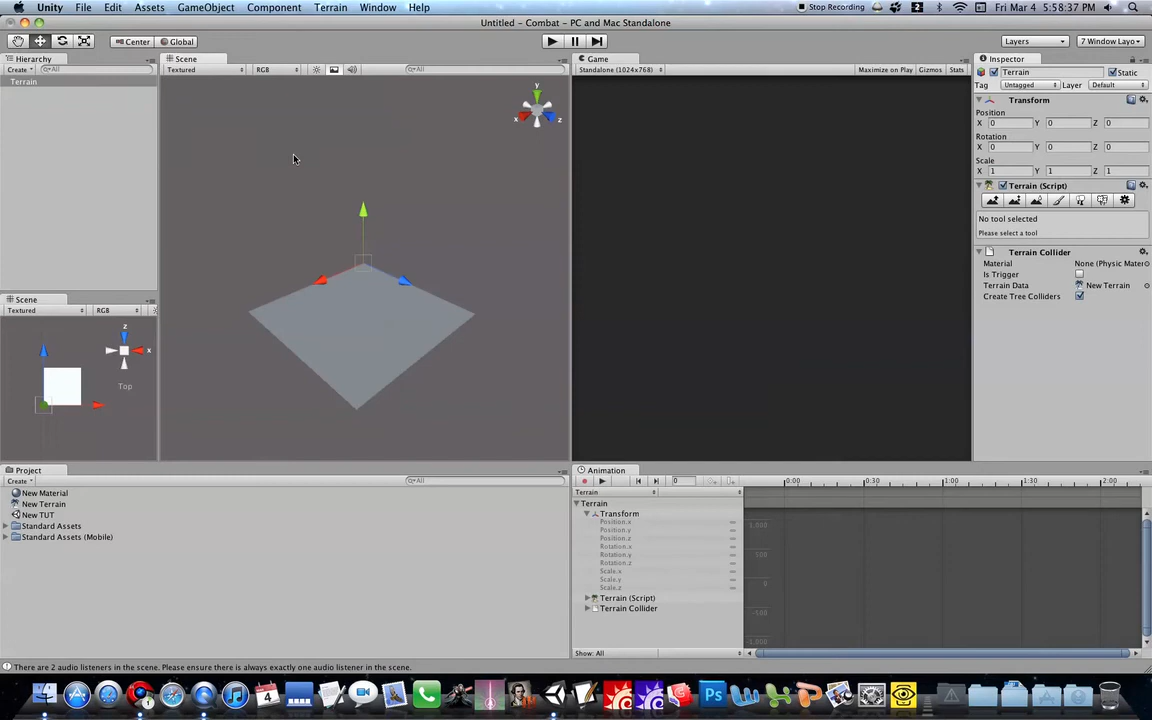 Unity File Edit Assets GameObject Component Terrain Window Help Stop Recording 2 Fri Mar 4 5:58:37 PM
Untitled - Combat - PC and Mac Standalone
Center Global Layers 7 Window Layo
Hierarchy
Create All
Terrain
Scene
Textured RGB All
y
x z
Game
Standalone (1024x768) Maximize on Play Gizmos Stats
Inspector
Terrain Static
Tag Untagged Layer Default
Transform
Position
X 0 Y 0 Z 0
Rotation
X 0 Y 0 Z 0
Scale
X 1 Y 1 Z 1
Terrain (Script)
No tool selected
Please select a tool
Terrain Collider
Material None (Physic Mater
Is Trigger
Terrain Data New Terrain
Create Tree Colliders
Scene
Textured RGB
z
x
Top
Project
Create All
New Material
New Terrain
New TUT
Standard Assets
Standard Assets (Mobile)
Animation
0 0:00 0:30 1:00 1:30 2:00
Terrain
Terrain
Transform
Position.x
Position.y
Position.z
Rotation.x
Rotation.y
Rotation.z
Scale.x
Scale.y
Scale.z
Terrain (Script)
Terrain Collider
Show: All
1,000
500
0
-500
-1,000
There are 2 audio listeners in the scene. Please ensure there is always exactly one audio listener in the scene.
4
Ps